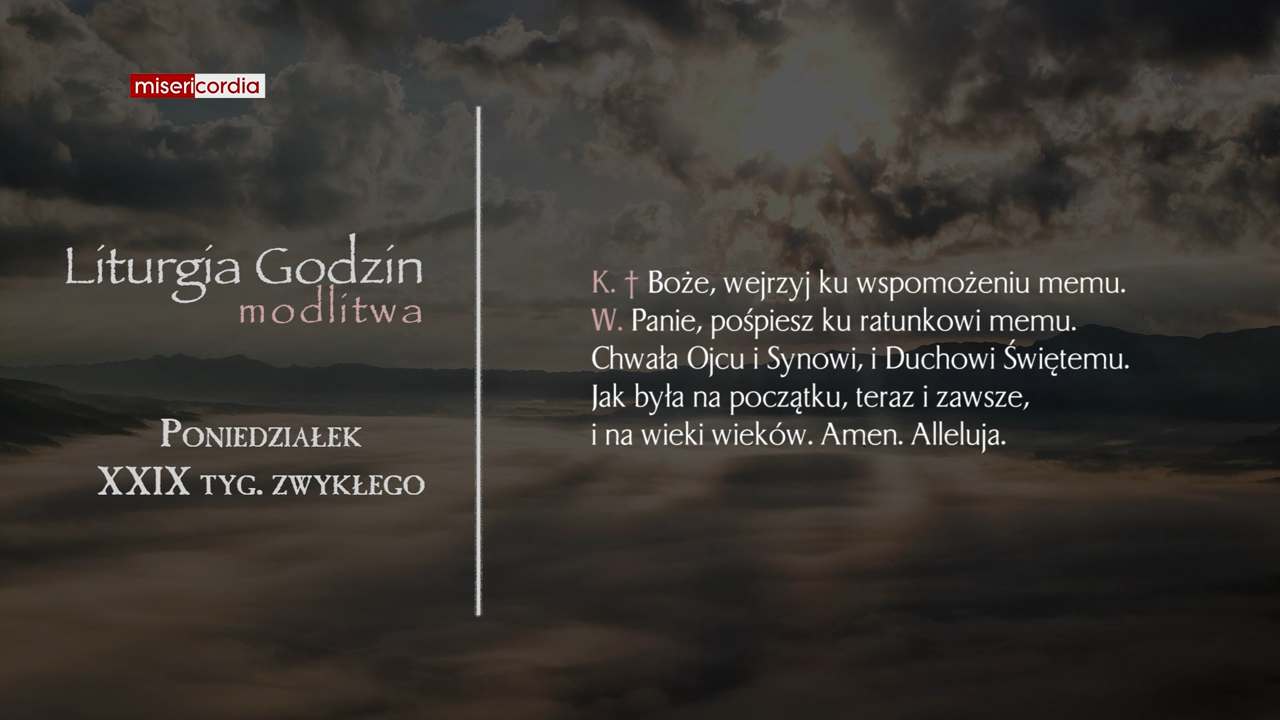 misericordia
Liturgia Godzin
modlitwa
Poniedziałek
XXIX tyg. zwykłego
K. † Boże, wejrzyj ku wspomożeniu memu.
W. Panie, pośpiesz ku ratunkowi memu.
Chwała Ojcu i Synowi, i Duchowi Świętemu.
Jak była na początku, teraz i zawsze,
i na wieki wieków. Amen. Alleluja.